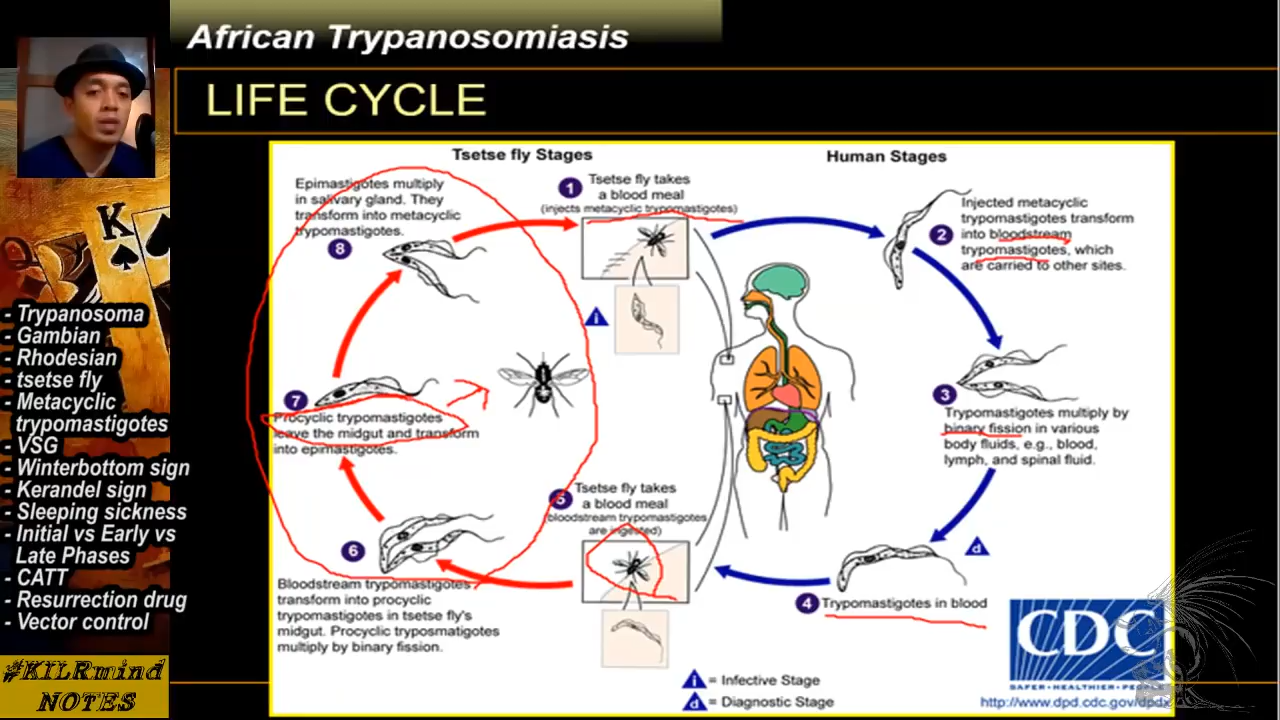 African Trypanosomiasis
LIFE CYCLE
K
- Trypanosoma
- Gambian
- Rhodesian
- tsetse fly
- Metacyclic
trypomastigotes
- VSG
- Winterbottom sign
- Kerandel sign
- Sleeping sickness
- Initial vs Early vs
Late Phases
- CATT
- Resurrection drug
- Vector control
#KILRmind
NOTES
Tsetse fly Stages
Human Stages
1
Tsetse fly takes
a blood meal
(injects metacyclic trypomastigotes)
i
2
Injected metacyclic
trypomastigotes transform
into bloodstream
trypomastigotes, which
are carried to other sites.
3
Trypomastigotes multiply by
binary fission in various
body fluids, e.g., blood,
lymph, and spinal fluid.
d
4
Trypomastigotes in blood
5
Tsetse fly takes
a blood meal
(bloodstream trypomastigotes
are ingested)
6
Bloodstream trypomastigotes
transform into procyclic
trypomastigotes in tsetse fly's
midgut. Procyclic tryposmatigotes
multiply by binary fission.
7
Procyclic trypomastigotes
leave the midgut and transform
into epimastigotes.
8
Epimastigotes multiply
in salivary gland. They
transform into metacyclic
trypomastigotes.
i = Infective Stage
d = Diagnostic Stage
CDC
SAFER • HEALTHIER • PEOPLE
http://www.dpd.cdc.gov/dpdx